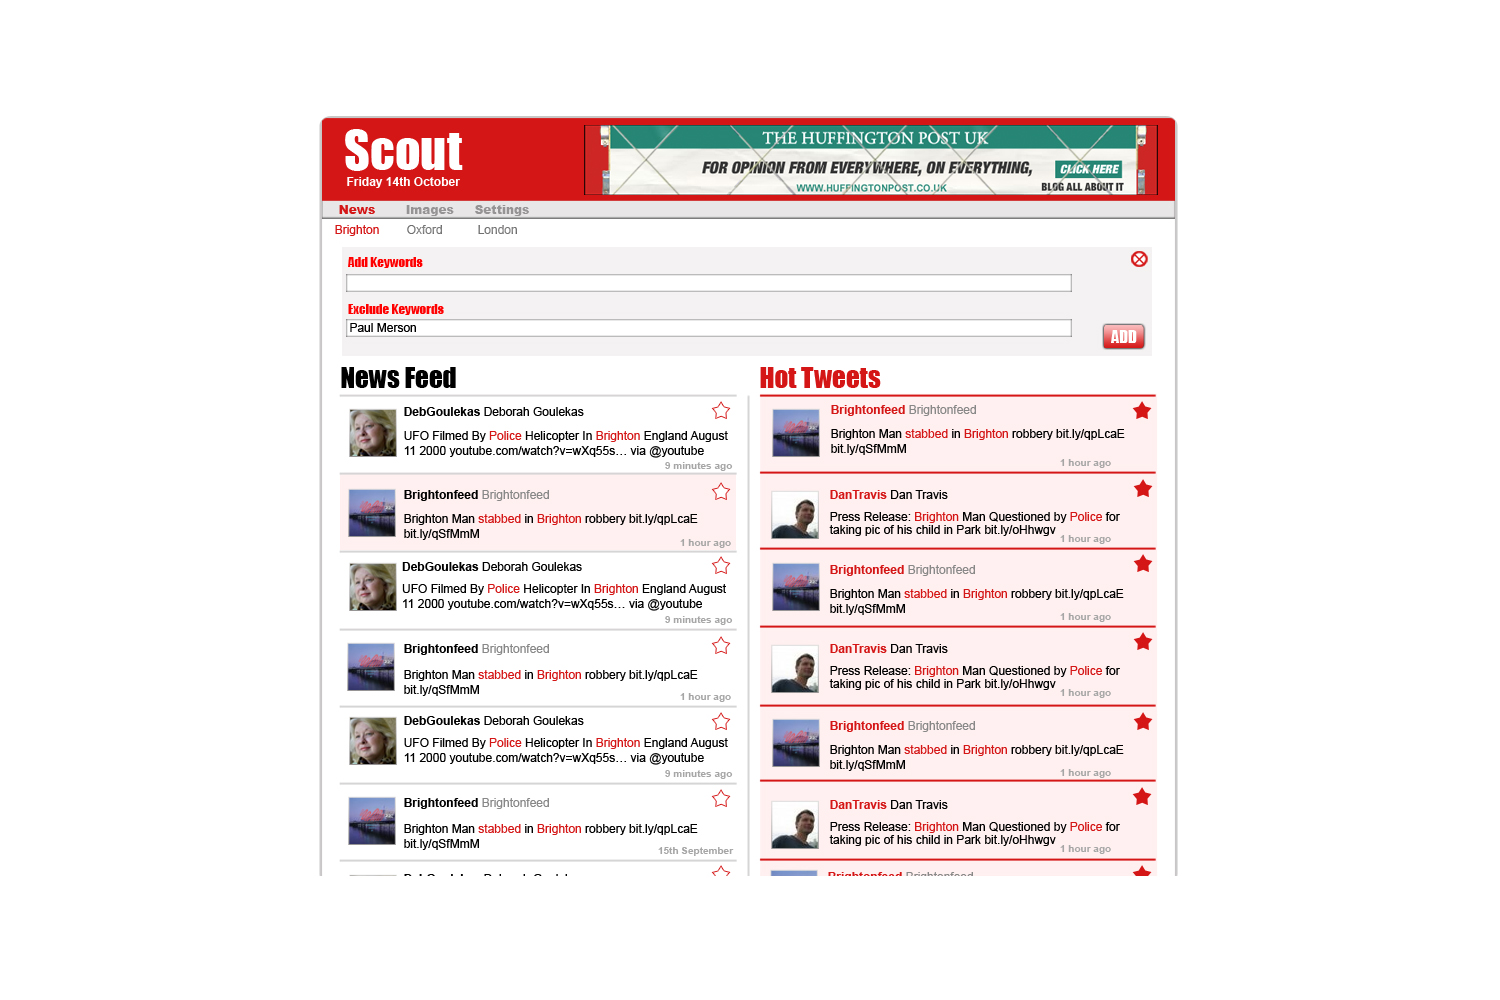 Scout
Friday 14th October
THE HUFFINGTON POST UK
FOR OPINION FROM EVERYWHERE, ON EVERYTHING,
CLICK HERE
WWW.HUFFINGTONPOST.CO.UK
BLOG ALL ABOUT IT
News Images Settings
Brighton Oxford London
Add Keywords
Exclude Keywords
Paul Merson
ADD
News Feed
DebGoulekas Deborah Goulekas
UFO Filmed By Police Helicopter In Brighton England August
11 2000 youtube.com/watch?v=wXq55s... via @youtube
9 minutes ago
Brightonfeed Brightonfeed
Brighton Man stabbed in Brighton robbery bit.ly/qpLcaE
bit.ly/qSfMmM
1 hour ago
DebGoulekas Deborah Goulekas
UFO Filmed By Police Helicopter In Brighton England August
11 2000 youtube.com/watch?v=wXq55s... via @youtube
9 minutes ago
Brightonfeed Brightonfeed
Brighton Man stabbed in Brighton robbery bit.ly/qpLcaE
bit.ly/qSfMmM
1 hour ago
DebGoulekas Deborah Goulekas
UFO Filmed By Police Helicopter In Brighton England August
11 2000 youtube.com/watch?v=wXq55s... via @youtube
9 minutes ago
Brightonfeed Brightonfeed
Brighton Man stabbed in Brighton robbery bit.ly/qpLcaE
bit.ly/qSfMmM
15th September
DebGoulekas Deborah Goulekas
Hot Tweets
Brightonfeed Brightonfeed
Brighton Man stabbed in Brighton robbery bit.ly/qpLcaE
bit.ly/qSfMmM
1 hour ago
DanTravis Dan Travis
Press Release: Brighton Man Questioned by Police for
taking pic of his child in Park bit.ly/oHhwgv
1 hour ago
Brightonfeed Brightonfeed
Brighton Man stabbed in Brighton robbery bit.ly/qpLcaE
bit.ly/qSfMmM
1 hour ago
DanTravis Dan Travis
Press Release: Brighton Man Questioned by Police for
taking pic of his child in Park bit.ly/oHhwgv
1 hour ago
Brightonfeed Brightonfeed
Brighton Man stabbed in Brighton robbery bit.ly/qpLcaE
bit.ly/qSfMmM
1 hour ago
DanTravis Dan Travis
Press Release: Brighton Man Questioned by Police for
taking pic of his child in Park bit.ly/oHhwgv
1 hour ago
Brightonfeed Brightonfeed